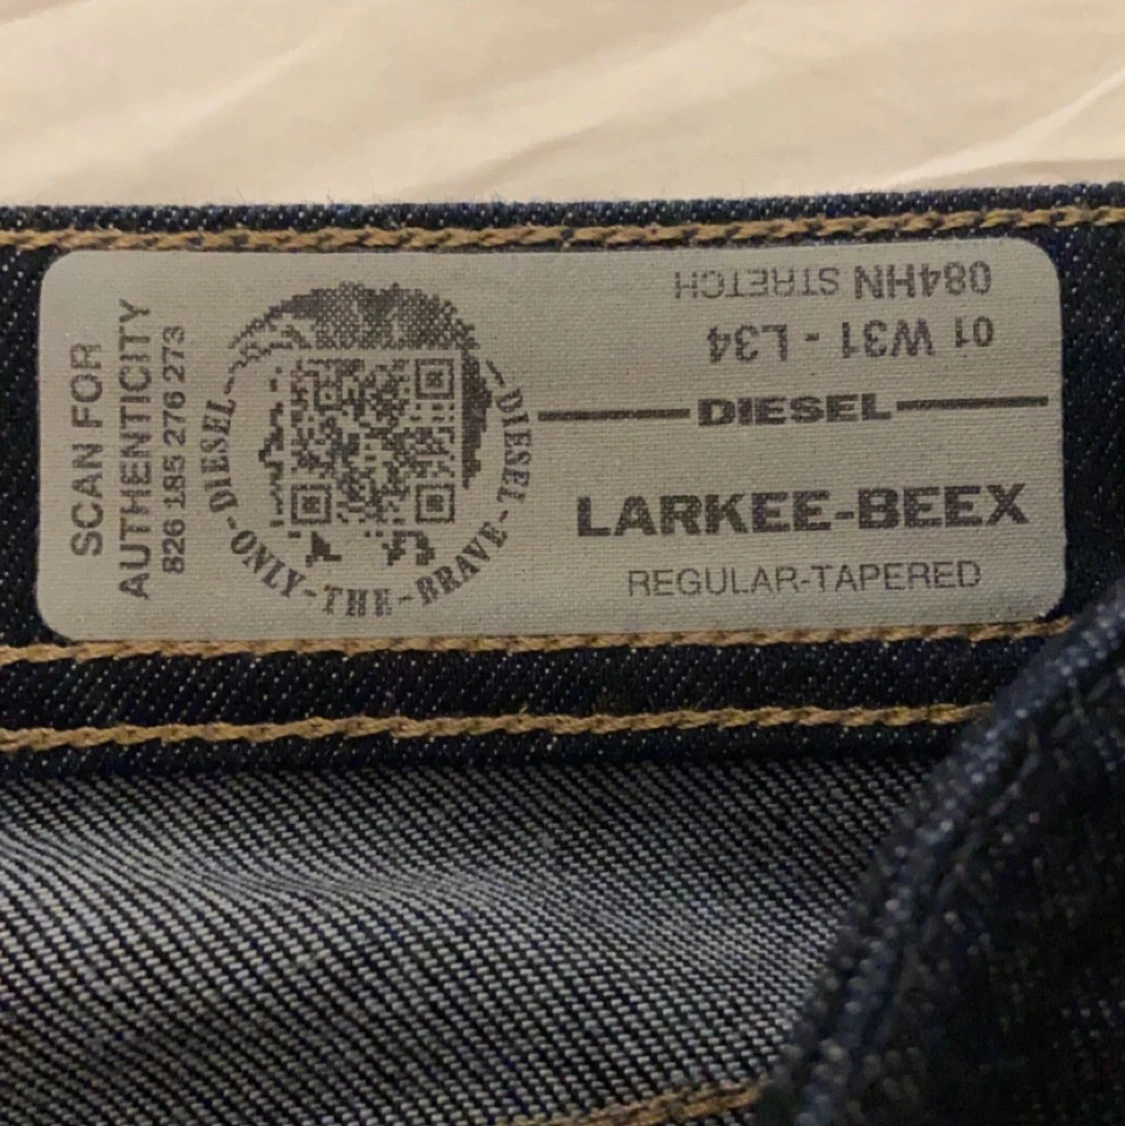 SCAN FOR
AUTHENTICITY
826 185 276 273
DIESEL-ONLY-THE-BRAVE-DIESEL
084HN STRETCH
01 W31 - L34
DIESEL
LARKEE-BEEX
REGULAR-TAPERED